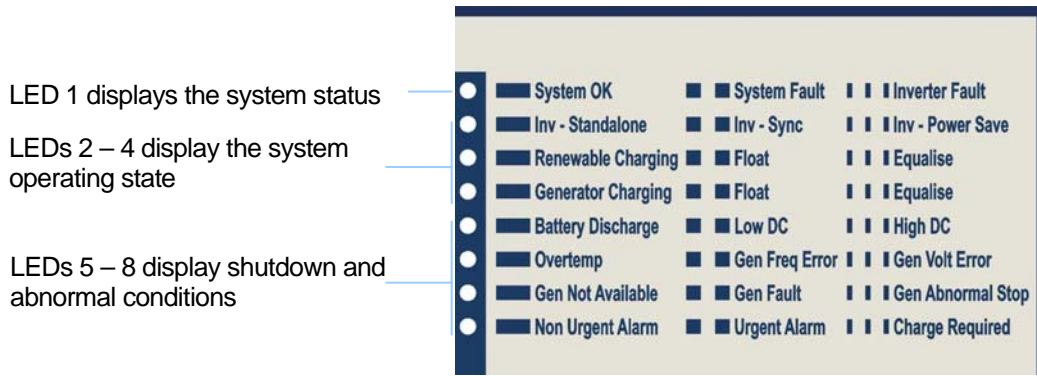 LED 1 displays the system status
LEDs 2 – 4 display the system
operating state
LEDs 5 – 8 display shutdown and
abnormal conditions
System OK System Fault Inverter Fault
Inv - Standalone Inv - Sync Inv - Power Save
Renewable Charging Float Equalise
Generator Charging Float Equalise
Battery Discharge Low DC High DC
Overtemp Gen Freq Error Gen Volt Error
Gen Not Available Gen Fault Gen Abnormal Stop
Non Urgent Alarm Urgent Alarm Charge Required